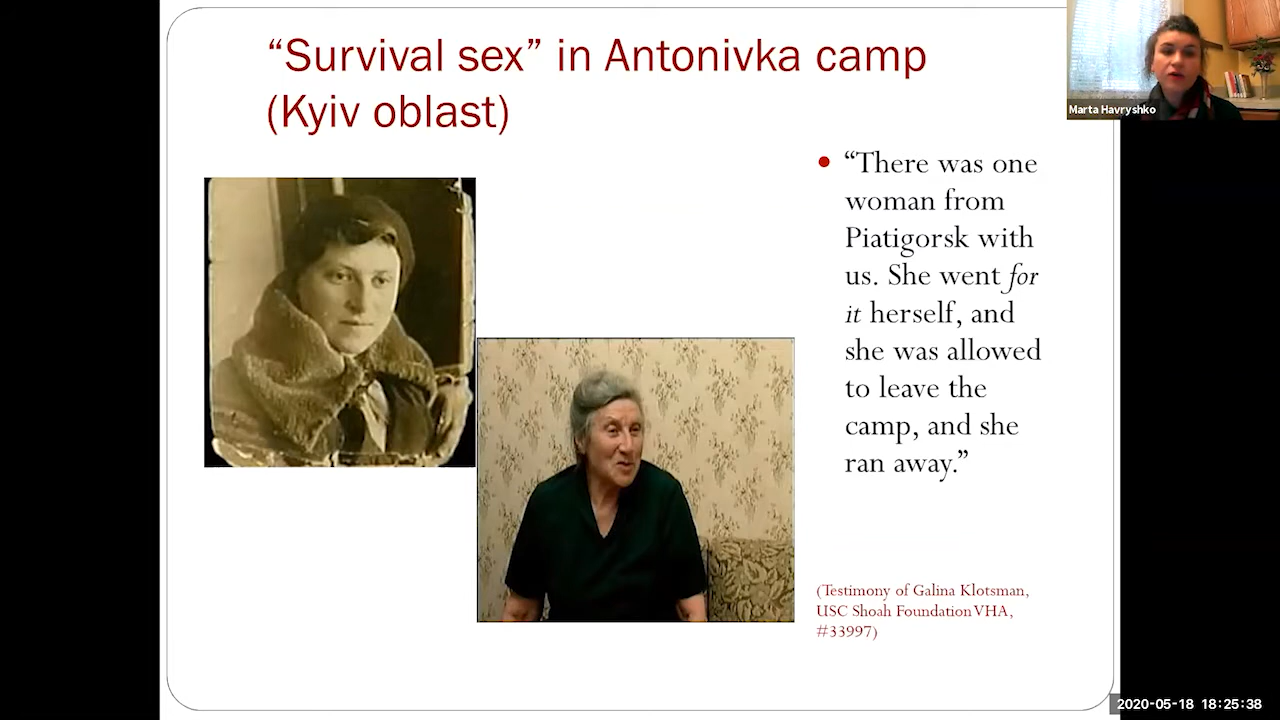 “Survival sex” in Antonivka camp
(Kyiv oblast)
Marta Havryshko
• “There was one
woman from
Piatigorsk with
us. She went for
it herself, and
she was allowed
to leave the
camp, and she
ran away.”
(Testimony of Galina Klotsman,
USC Shoah Foundation VHA,
#33997)
2020-05-18 18:25:38